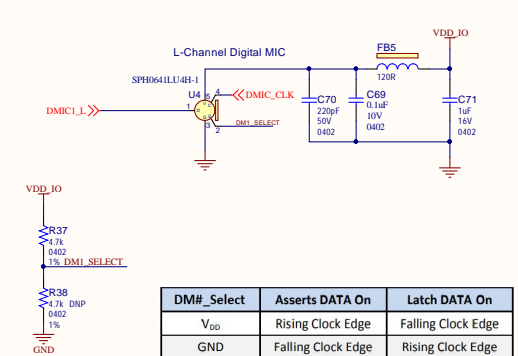 VDD_IO
L-Channel Digital MIC
FB5
SPH0641LU4H-1
120R
U4
5
4
DMIC_CLK
DMIC1_L
1
C70
220pF
50V
0402
C69
0.1uF
10V
0402
C71
1uF
16V
0402
3
2
DM1_SELECT
VDD_IO
R37
4.7k
0402
1%
DM1_SELECT
R38
4.7k DNP
0402
1%
GND
DM#_Select Asserts DATA On Latch DATA On
VDD Rising Clock Edge Falling Clock Edge
GND Falling Clock Edge Rising Clock Edge